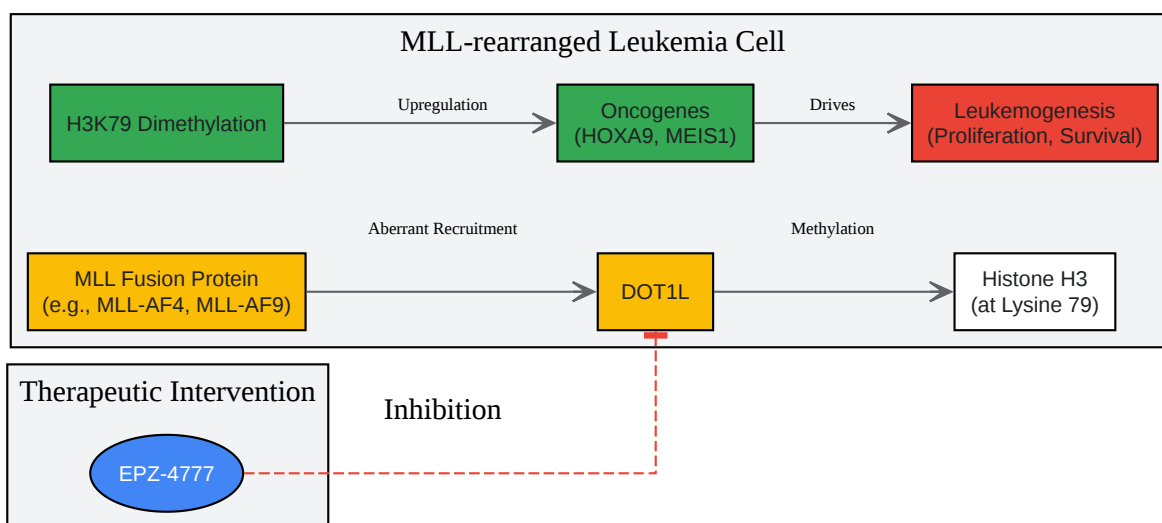 MLL-rearranged Leukemia Cell
H3K79 Dimethylation
Upregulation
Oncogenes
(HOXA9, MEIS1)
Drives
Leukemogenesis
(Proliferation, Survival)
MLL Fusion Protein
(e.g., MLL-AF4, MLL-AF9)
Aberrant Recruitment
DOT1L
Methylation
Histone H3
(at Lysine 79)
Therapeutic Intervention
Inhibition
EPZ-4777